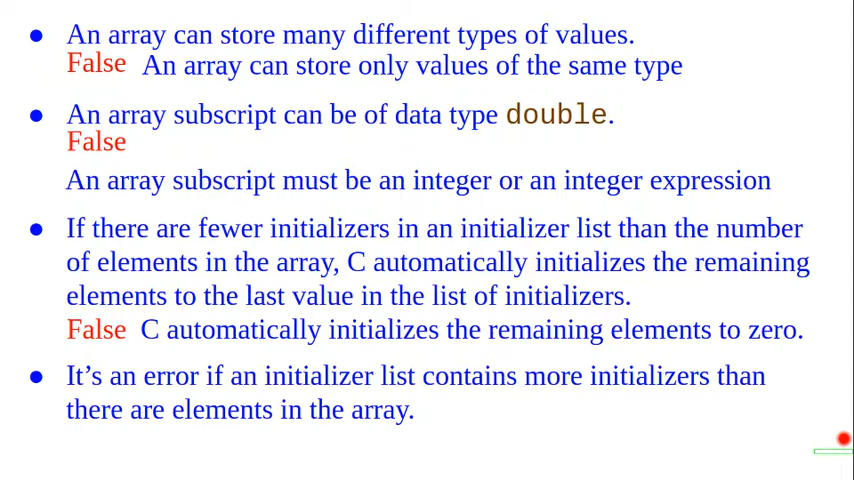 ● An array can store many different types of values.
False An array can store only values of the same type
● An array subscript can be of data type double.
False
An array subscript must be an integer or an integer expression
● If there are fewer initializers in an initializer list than the number
of elements in the array, C automatically initializes the remaining
elements to the last value in the list of initializers.
False C automatically initializes the remaining elements to zero.
● It’s an error if an initializer list contains more initializers than
there are elements in the array.